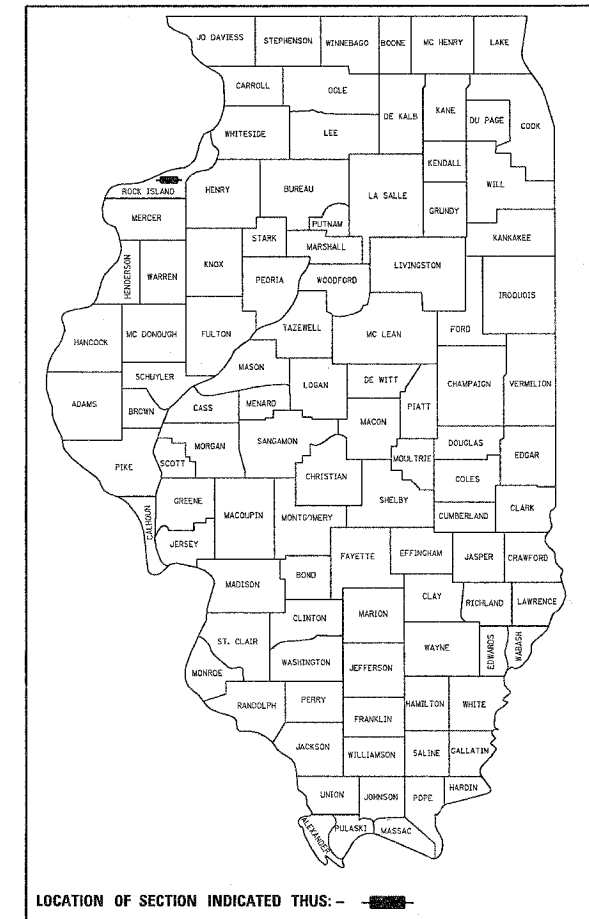 JO DAVIESS STEPHENSON WINNEBAGO BOONE MC HENRY LAKE
CARROLL OGLE DE KALB KANE DU PAGE COOK
WHITESIDE LEE KENDALL WILL
ROCK ISLAND HENRY BUREAU LA SALLE GRUNDY
MERCER PUTNAM KANKAKEE
HENDERSON WARREN KNOX STARK MARSHALL LIVINGSTON
PEORIA WOODFORD IROQUOIS
HANCOCK MC DONOUGH FULTON TAZEWELL MC LEAN FORD
MASON
SCHUYLER LOGAN DE WITT CHAMPAIGN VERMILION
ADAMS BROWN CASS MENARD MACON PIATT
MORGAN SANGAMON DOUGLAS
PIKE SCOTT CHRISTIAN MOULTRIE COLES EDGAR
GREENE MACOUPIN SHELBY CUMBERLAND CLARK
CALHOUN JERSEY MONTGOMERY
FAYETTE EFFINGHAM JASPER CRAWFORD
MADISON BOND
CLINTON MARION CLAY RICHLAND LAWRENCE
ST. CLAIR WAYNE EDWARDS WABASH
MONROE WASHINGTON JEFFERSON
RANDOLPH PERRY HAMILTON WHITE
FRANKLIN
JACKSON WILLIAMSON SALINE GALLATIN
UNION JOHNSON POPE HARDIN
ALEXANDER PULASKI MASSAC
LOCATION OF SECTION INDICATED THUS: -